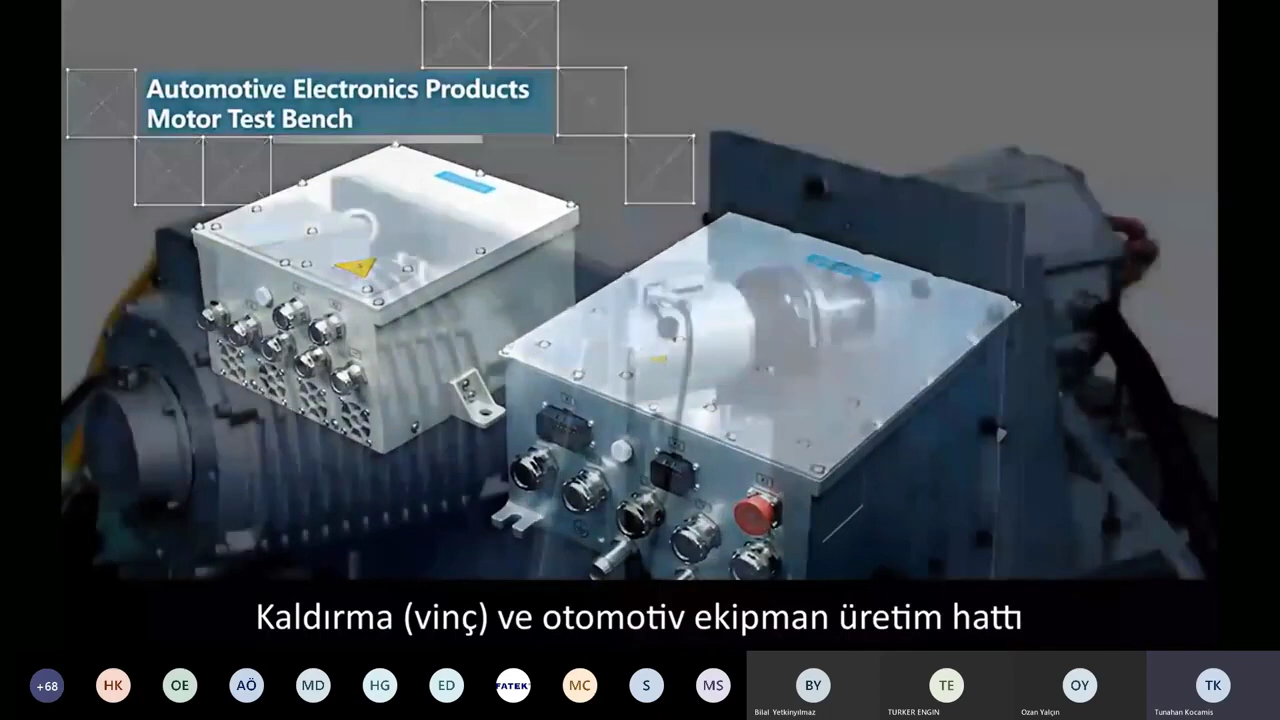 Automotive Electronics Products
Motor Test Bench
Kaldırma (vinç) ve otomotiv ekipman üretim hattı
+68
HK
OE
AÖ
MD
HG
ED
FATEK
MC
S
MS
BY
TE
OY
TK
Bilal Yetkinyılmaz
TURKER ENGIN
Ozan Yalçın
Tunahan Kocamis